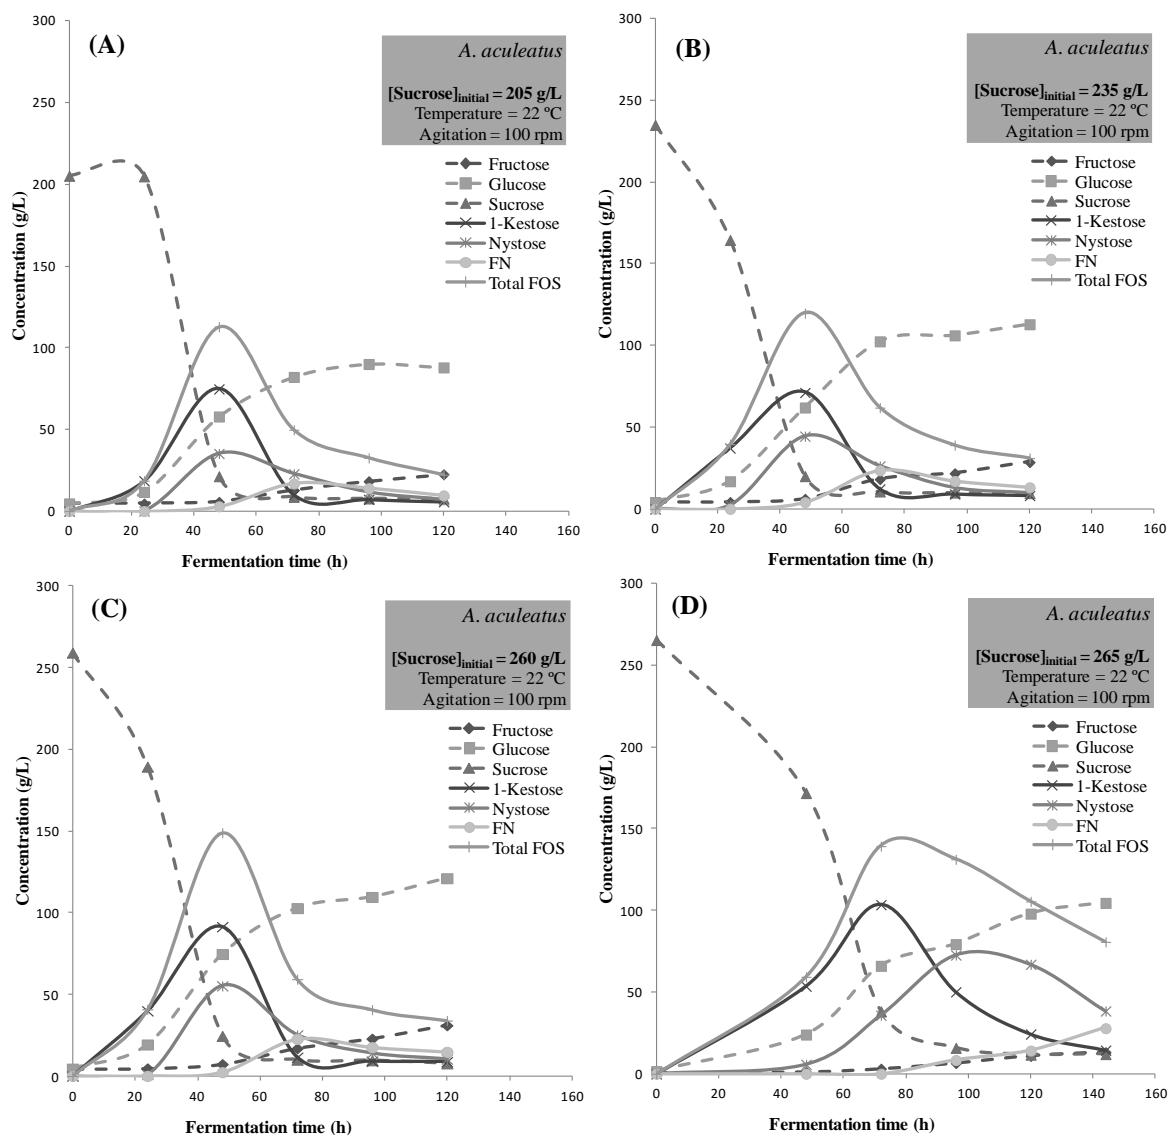 (A)
A. aculeatus
[Sucrose]initial = 205 g/L
Temperature = 22 ºC
Agitation = 100 rpm
Fructose
Glucose
Sucrose
1-Kestose
Nystose
FN
Total FOS
Concentration (g/L)
300
250
200
150
100
50
0
0 20 40 60 80 100 120 140 160
Fermentation time (h)
(B)
A. aculeatus
[Sucrose]initial = 235 g/L
Temperature = 22 ºC
Agitation = 100 rpm
Fructose
Glucose
Sucrose
1-Kestose
Nystose
FN
Total FOS
Concentration (g/L)
300
250
200
150
100
50
0
0 20 40 60 80 100 120 140 160
Fermentation time (h)
(C)
A. aculeatus
[Sucrose]initial = 260 g/L
Temperature = 22 ºC
Agitation = 100 rpm
Fructose
Glucose
Sucrose
1-Kestose
Nystose
FN
Total FOS
Concentration (g/L)
300
250
200
150
100
50
0
0 20 40 60 80 100 120 140 160
Fermentation time (h)
(D)
A. aculeatus
[Sucrose]initial = 265 g/L
Temperature = 22 ºC
Agitation = 100 rpm
Fructose
Glucose
Sucrose
1-Kestose
Nystose
FN
Total FOS
Concentration (g/L)
300
250
200
150
100
50
0
0 20 40 60 80 100 120 140 160
Fermentation time (h)